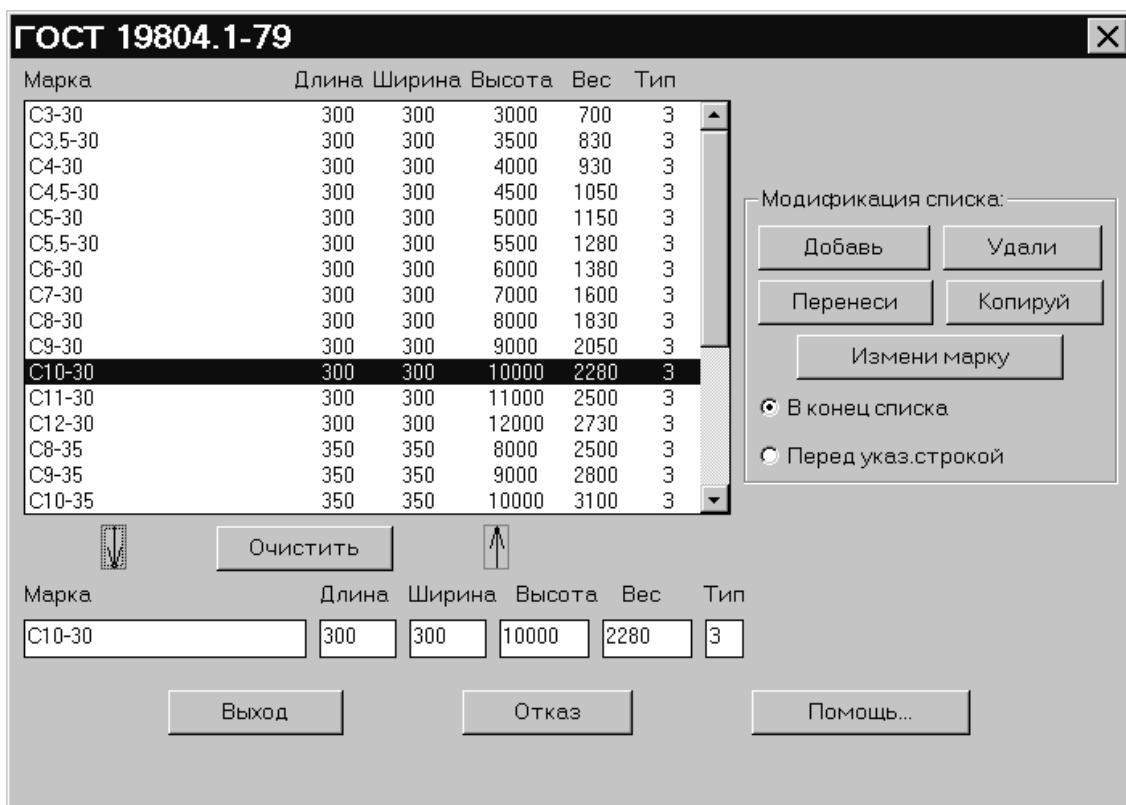 ГОСТ 19804.1-79
Марка Длина Ширина Высота Вес Тип
С3-30 300 300 3000 700 3
С3,5-30 300 300 3500 830 3
С4-30 300 300 4000 930 3
С4,5-30 300 300 4500 1050 3
С5-30 300 300 5000 1150 3
С5,5-30 300 300 5500 1280 3
С6-30 300 300 6000 1380 3
С7-30 300 300 7000 1600 3
С8-30 300 300 8000 1830 3
С9-30 300 300 9000 2050 3
С10-30 300 300 10000 2280 3
С11-30 300 300 11000 2500 3
С12-30 300 300 12000 2730 3
С8-35 350 350 8000 2500 3
С9-35 350 350 9000 2800 3
С10-35 350 350 10000 3100 3
Модификация списка:
Добавь Удали
Перенеси Копируй
Измени марку
В конец списка
Перед указ.строкой
Очистить
Марка Длина Ширина Высота Вес Тип
С10-30 300 300 10000 2280 3
Выход Отказ Помощь...